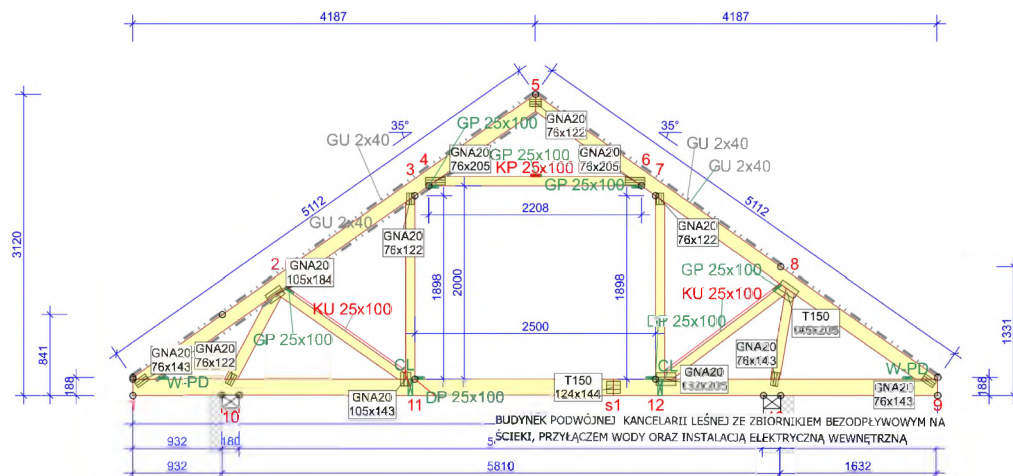 4187
4187
5
GNA20
76x122
GP 25x100
35°
35°
GU 2x40
GU 2x40
GU 2x40
GP 25x100
GNA20
76x205
GNA20
76x205
KP 25x100
3
4
6
7
GP 25x100
5112
5112
3120
2208
GU 2x40
GNA20
76x122
GNA20
76x122
1898
2000
1898
2
GNA20
105x184
8
GP 25x100
KU 25x100
KU 25x100
GP 25x100
T150
2500
841
1331
188
188
GNA20
76x143
GNA20
76x122
W-PD
CL
CL
GNA20
76x143
W-PD
GNA20
105x143
DP 25x100
T150
124x144
GNA20
132x205
GNA20
76x143
1
10
11
s1
12
9
BUDYNEK PODWÓJNEJ KANCELARII LEŚNEJ ZE ZBIORNIKIEM BEZODPŁYWOWYM NA
ŚCIEKI, PRZYŁĄCZEM WODY ORAZ INSTALACJĄ ELEKTRYCZNĄ WEWNĘTRZNĄ
932
180
932
5810
1632